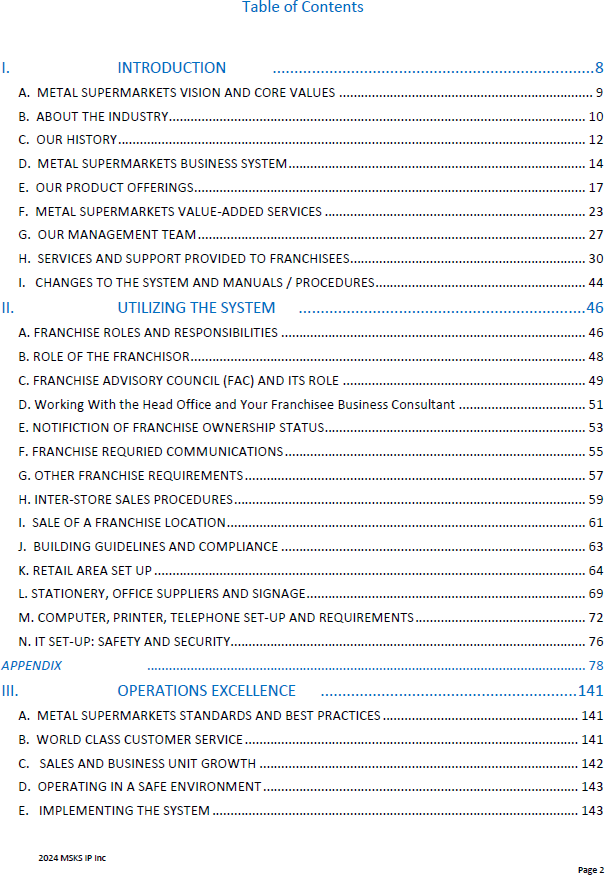 Table of Contents
I. INTRODUCTION ...........................................................................8
A. METAL SUPERMARKETS VISION AND CORE VALUES .................................................................... 9
B. ABOUT THE INDUSTRY................................................................................................................ 10
C. OUR HISTORY.............................................................................................................................. 12
D. METAL SUPERMARKETS BUSINESS SYSTEM................................................................................ 14
E. OUR PRODUCT OFFERINGS......................................................................................................... 17
F. METAL SUPERMARKETS VALUE-ADDED SERVICES ...................................................................... 23
G. OUR MANAGEMENT TEAM........................................................................................................ 27
H. SERVICES AND SUPPORT PROVIDED TO FRANCHISEES............................................................... 30
I. CHANGES TO THE SYSTEM AND MANUALS / PROCEDURES........................................................ 44
II. UTILIZING THE SYSTEM ..................................................................46
A. FRANCHISE ROLES AND RESPONSIBILITIES ................................................................................. 46
B. ROLE OF THE FRANCHISOR.......................................................................................................... 48
C. FRANCHISE ADVISORY COUNCIL (FAC) AND ITS ROLE ................................................................. 49
D. Working With the Head Office and Your Franchisee Business Consultant .................................. 51
E. NOTIFICTION OF FRANCHISE OWNERSHIP STATUS...................................................................... 53
F. FRANCHISE REQURIED COMMUNICATIONS................................................................................ 55
G. OTHER FRANCHISE REQUIREMENTS........................................................................................... 57
H. INTER-STORE SALES PROCEDURES.............................................................................................. 59
I. SALE OF A FRANCHISE LOCATION................................................................................................ 61
J. BUILDING GUIDELINES AND COMPLIANCE ................................................................................. 63
K. RETAIL AREA SET UP .................................................................................................................... 64
L. STATIONERY, OFFICE SUPPLIERS AND SIGNAGE........................................................................... 69
M. COMPUTER, PRINTER, TELEPHONE SET-UP AND REQUIREMENTS.............................................. 72
N. IT SET-UP: SAFETY AND SECURITY................................................................................................ 76
APPENDIX ....................................................................................................................... 78
III. OPERATIONS EXCELLENCE ...........................................................141
A. METAL SUPERMARKETS STANDARDS AND BEST PRACTICES ..................................................... 141
B. WORLD CLASS CUSTOMER SERVICE ........................................................................................... 141
C. SALES AND BUSINESS UNIT GROWTH ....................................................................................... 142
D. OPERATING IN A SAFE ENVIRONMENT ...................................................................................... 143
E. IMPLEMENTING THE SYSTEM .................................................................................................... 143
2024 MSKS IP Inc
Page 2